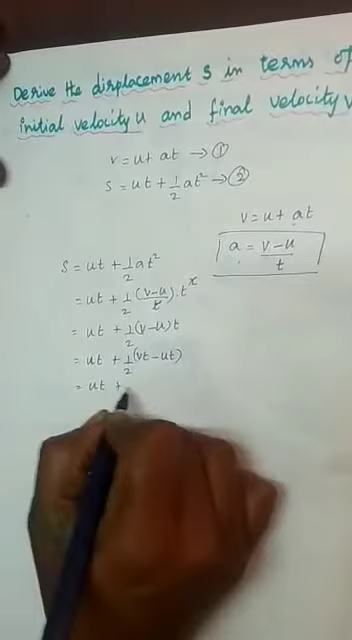 Derive the displacement s in terms of
initial velocity u and final velocity v
v = u + at → ①
s = ut + 1/2 at² → ②
v = u + at
a = v-u/t
s = ut + 1/2 at²
= ut + 1/2 (v-u/t) · t²
= ut + 1/2 (v-u)t
= ut + 1/2 (vt - ut)
= ut +